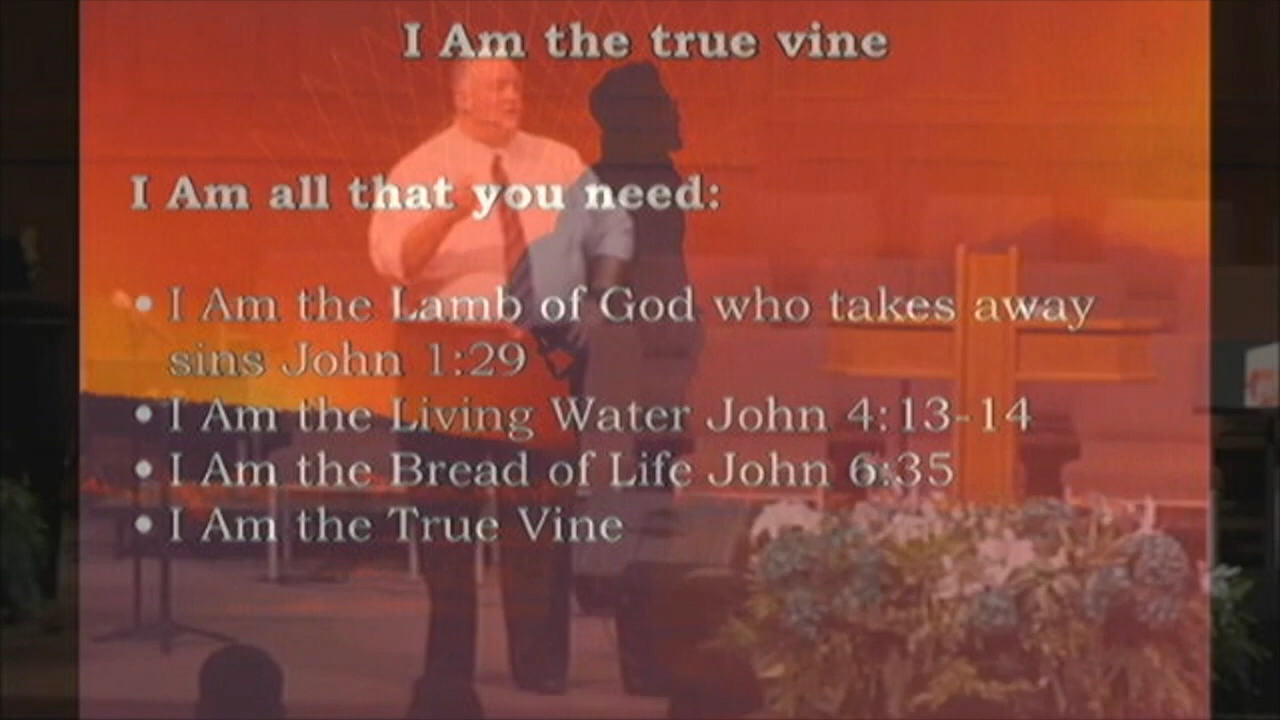 I Am the true vine
I Am all that you need:
• I Am the Lamb of God who takes away
sins John 1:29
• I Am the Living Water John 4:13-14
• I Am the Bread of Life John 6:35
• I Am the True Vine